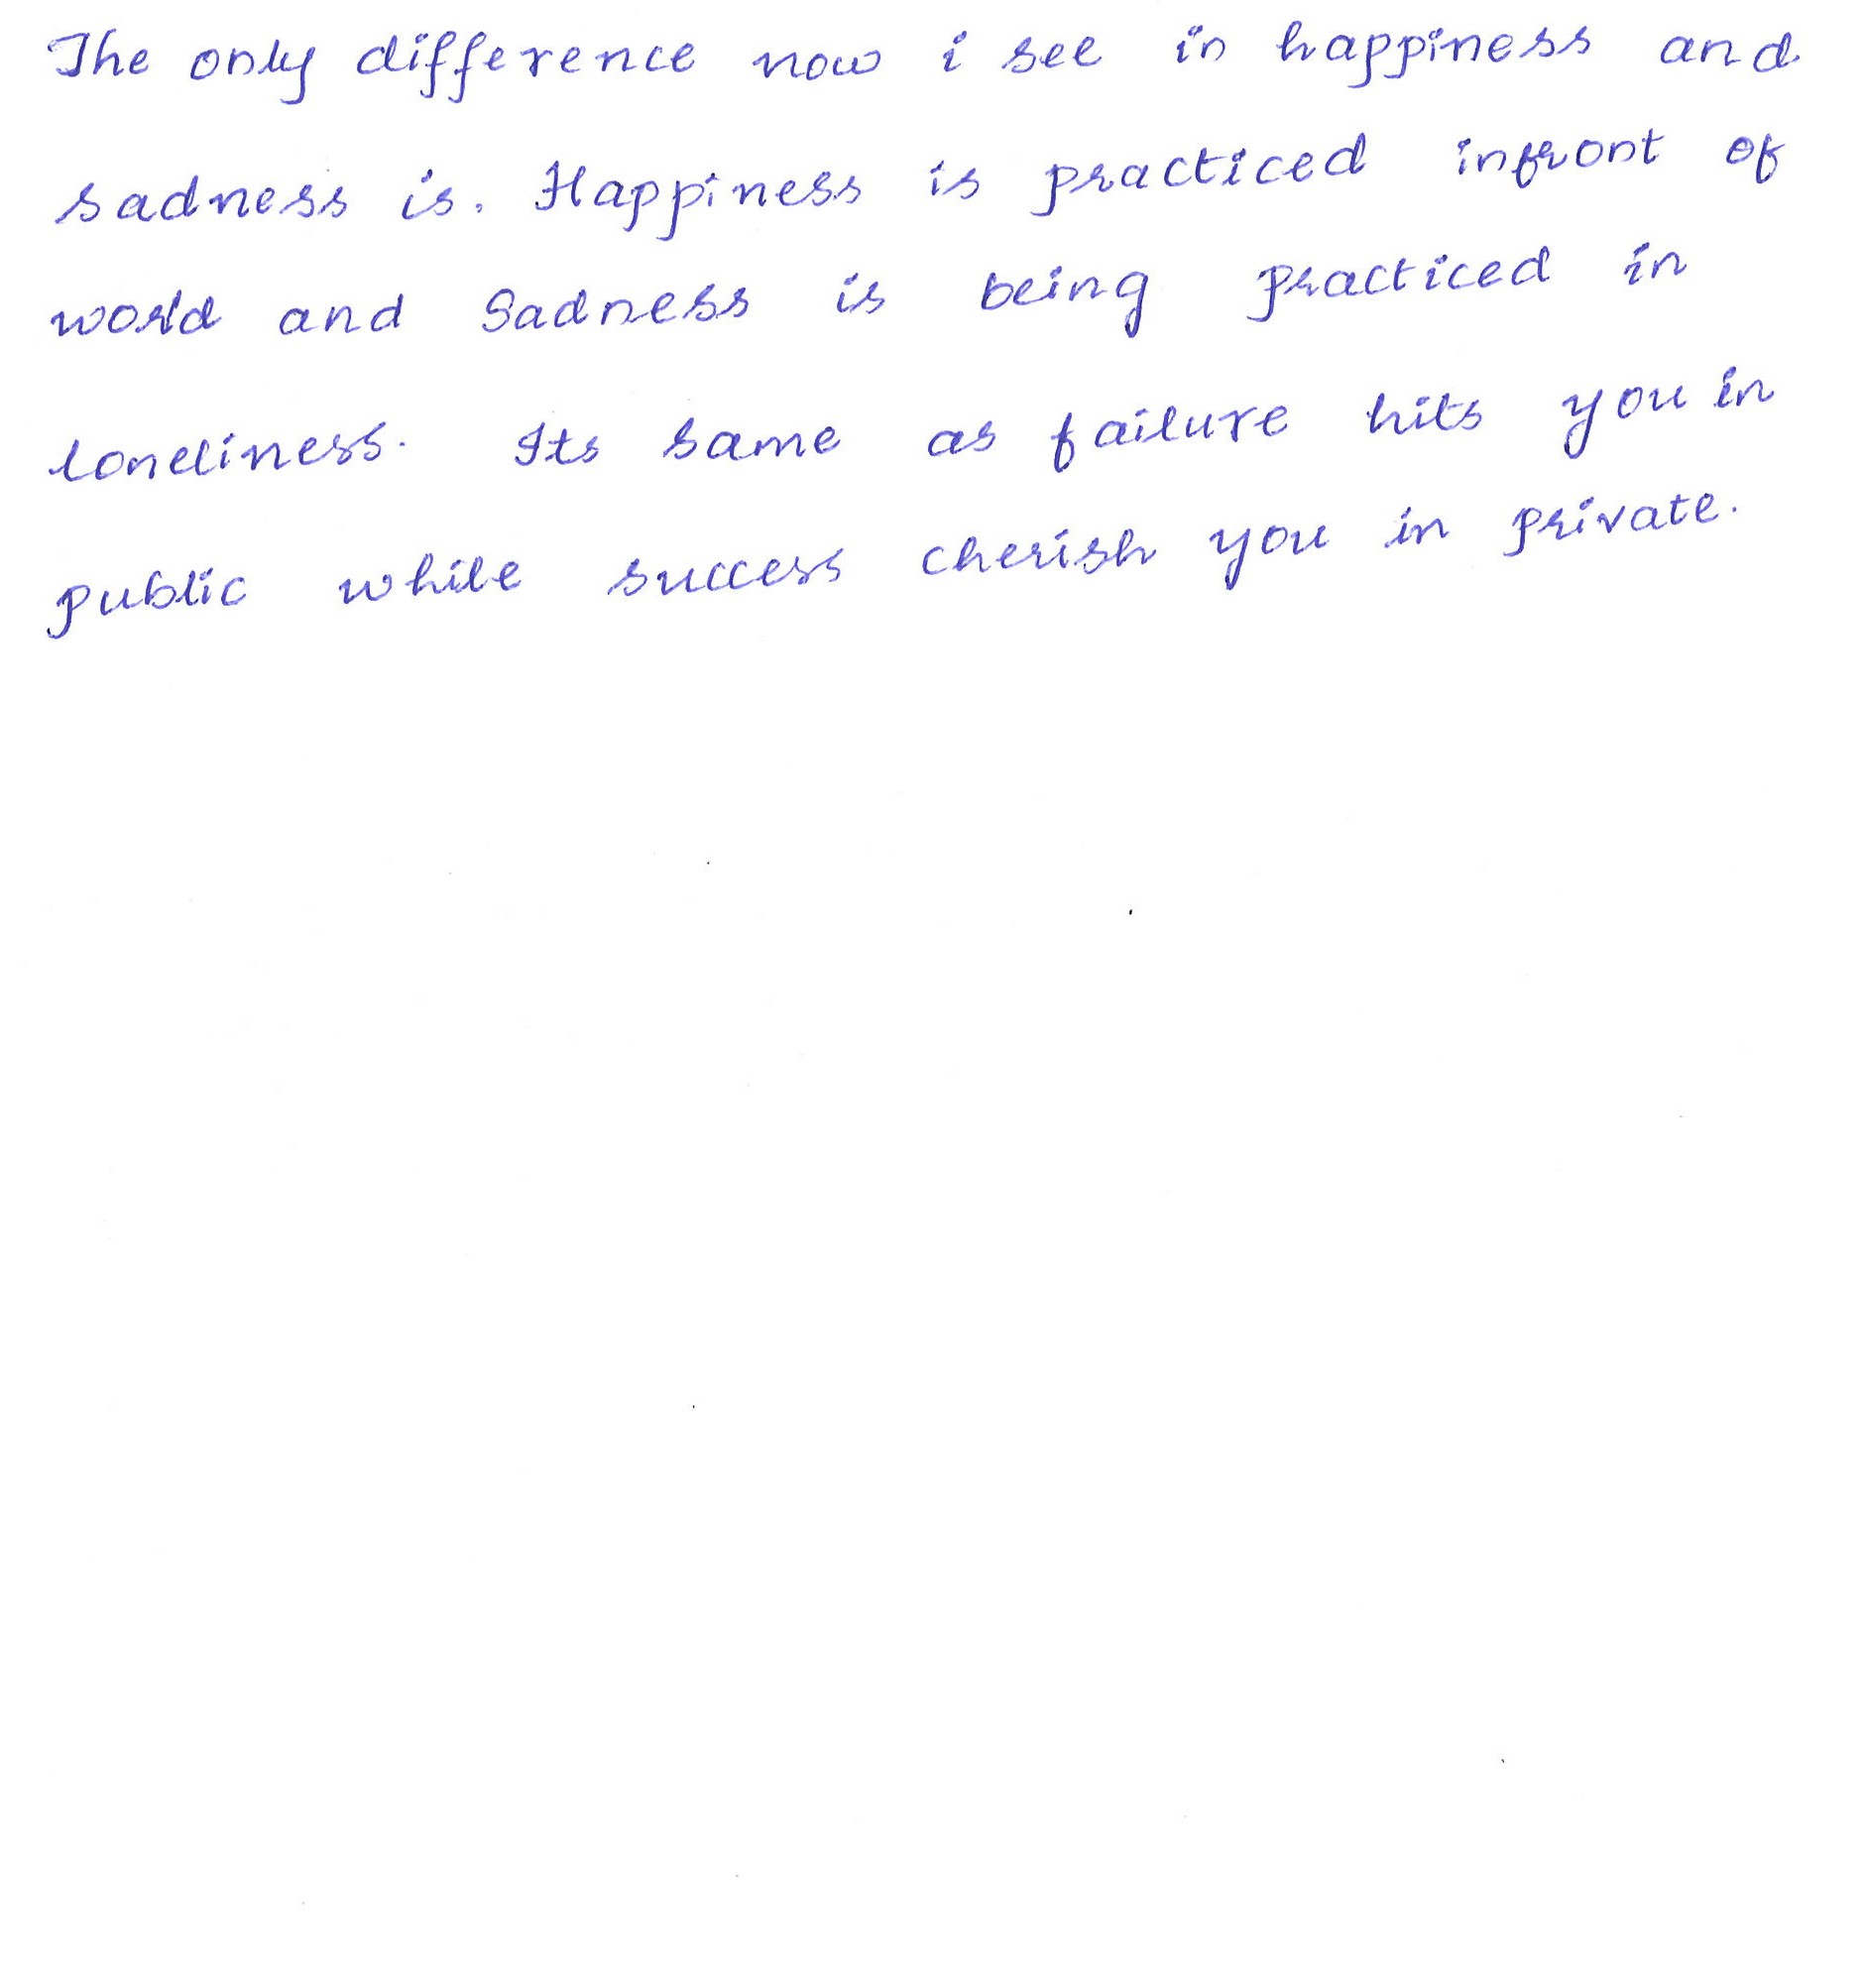 The only difference now i see in happiness and
sadness is. Happiness is practiced infront of
world and Sadness is being practiced in
loneliness. Its same as failure hits you in
public while success cherish you in private.